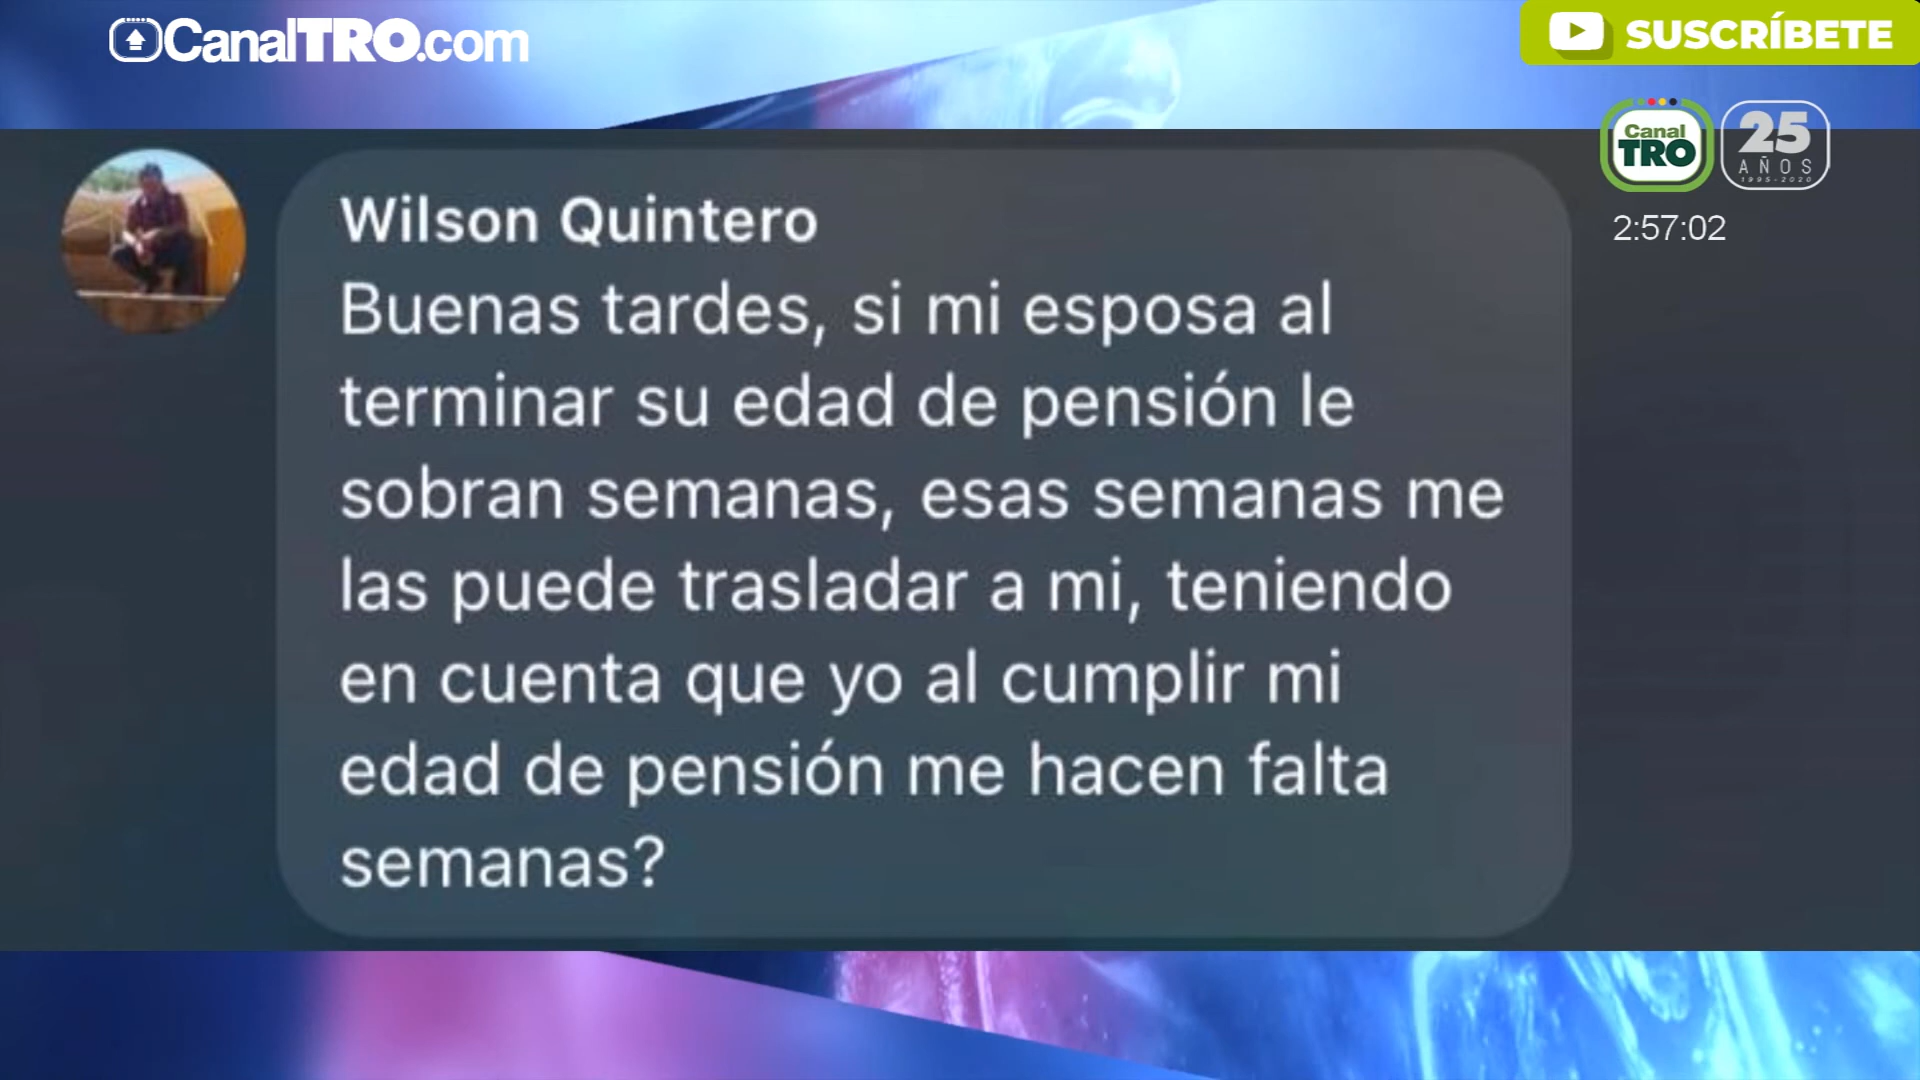 CanalTRO.com
SUSCRÍBETE
Canal
TRO
25
AÑOS
1995-2020
2:57:02
Wilson Quintero
Buenas tardes, si mi esposa al
terminar su edad de pensión le
sobran semanas, esas semanas me
las puede trasladar a mi, teniendo
en cuenta que yo al cumplir mi
edad de pensión me hacen falta
semanas?